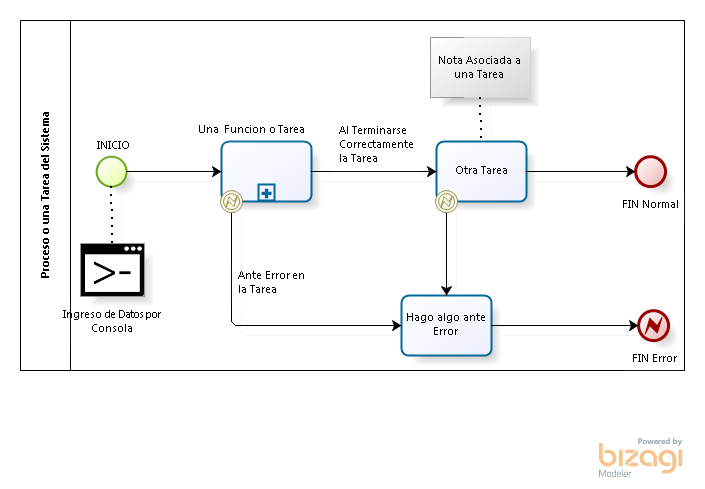 Proceso o una Tarea del Sistema
INICIO
Una Funcion o Tarea
Al Terminarse
Correctamente
la Tarea
Nota Asociada a
una Tarea
Otra Tarea
FIN Normal
Ingreso de Datos por
Consola
Ante Error en
la Tarea
Hago algo ante
Error
FIN Error
Powered by
bizagi
Modeler